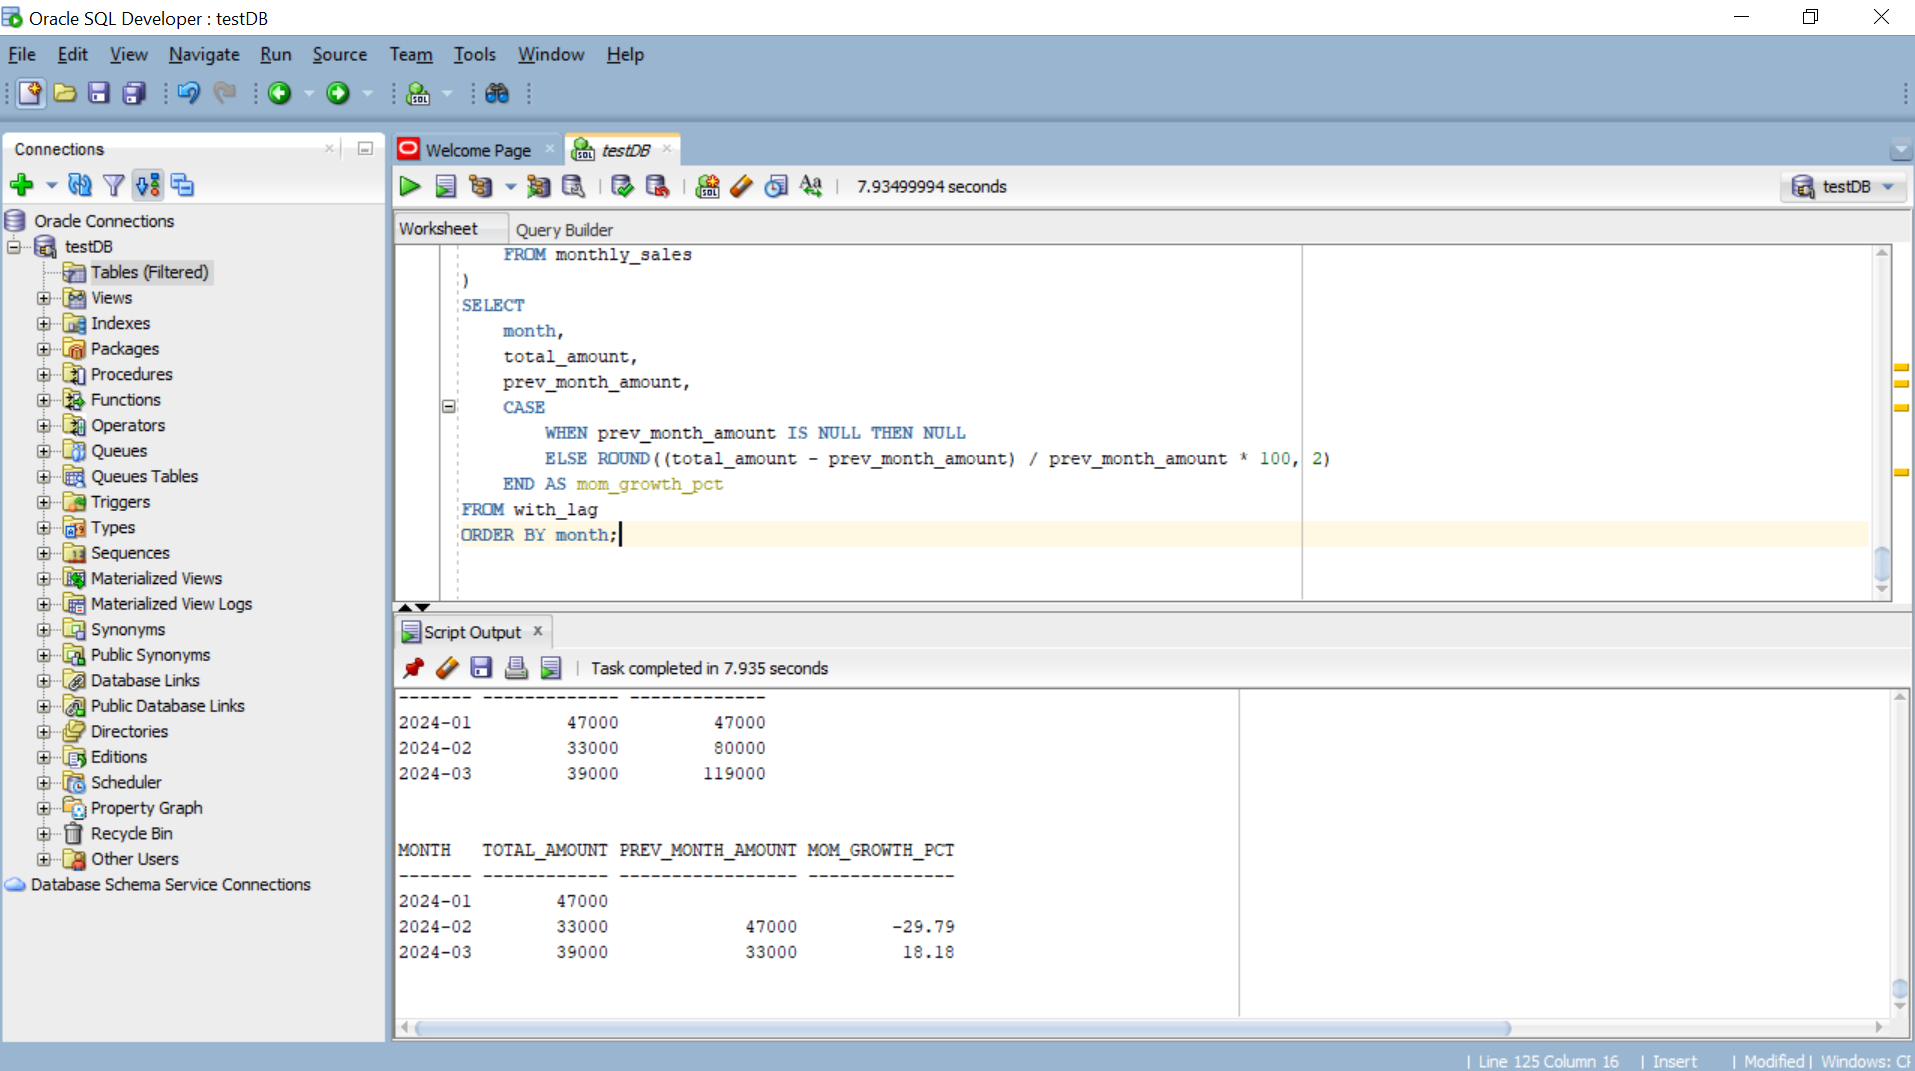 Oracle SQL Developer : testDB
File Edit View Navigate Run Source Team Tools Window Help
Connections
Oracle Connections
testDB
Tables (Filtered)
Views
Indexes
Packages
Procedures
Functions
Operators
Queues
Queues Tables
Triggers
Types
Sequences
Materialized Views
Materialized View Logs
Synonyms
Public Synonyms
Database Links
Public Database Links
Directories
Editions
Scheduler
Property Graph
Recycle Bin
Other Users
Database Schema Service Connections
Welcome Page testDB
7.93499994 seconds
testDB
Worksheet Query Builder
FROM monthly_sales
)
SELECT
month,
total_amount,
prev_month_amount,
CASE
WHEN prev_month_amount IS NULL THEN NULL
ELSE ROUND((total_amount - prev_month_amount) / prev_month_amount * 100, 2)
END AS mom_growth_pct
FROM with_lag
ORDER BY month;
Script Output
Task completed in 7.935 seconds
------- ------------- -------------
2024-01 47000 47000
2024-02 33000 80000
2024-03 39000 119000
MONTH TOTAL_AMOUNT PREV_MONTH_AMOUNT MOM_GROWTH_PCT
------- ------------ ----------------- --------------
2024-01 47000
2024-02 33000 47000 -29.79
2024-03 39000 33000 18.18
| Line 125 Column 16 | Insert | Modified | Windows: